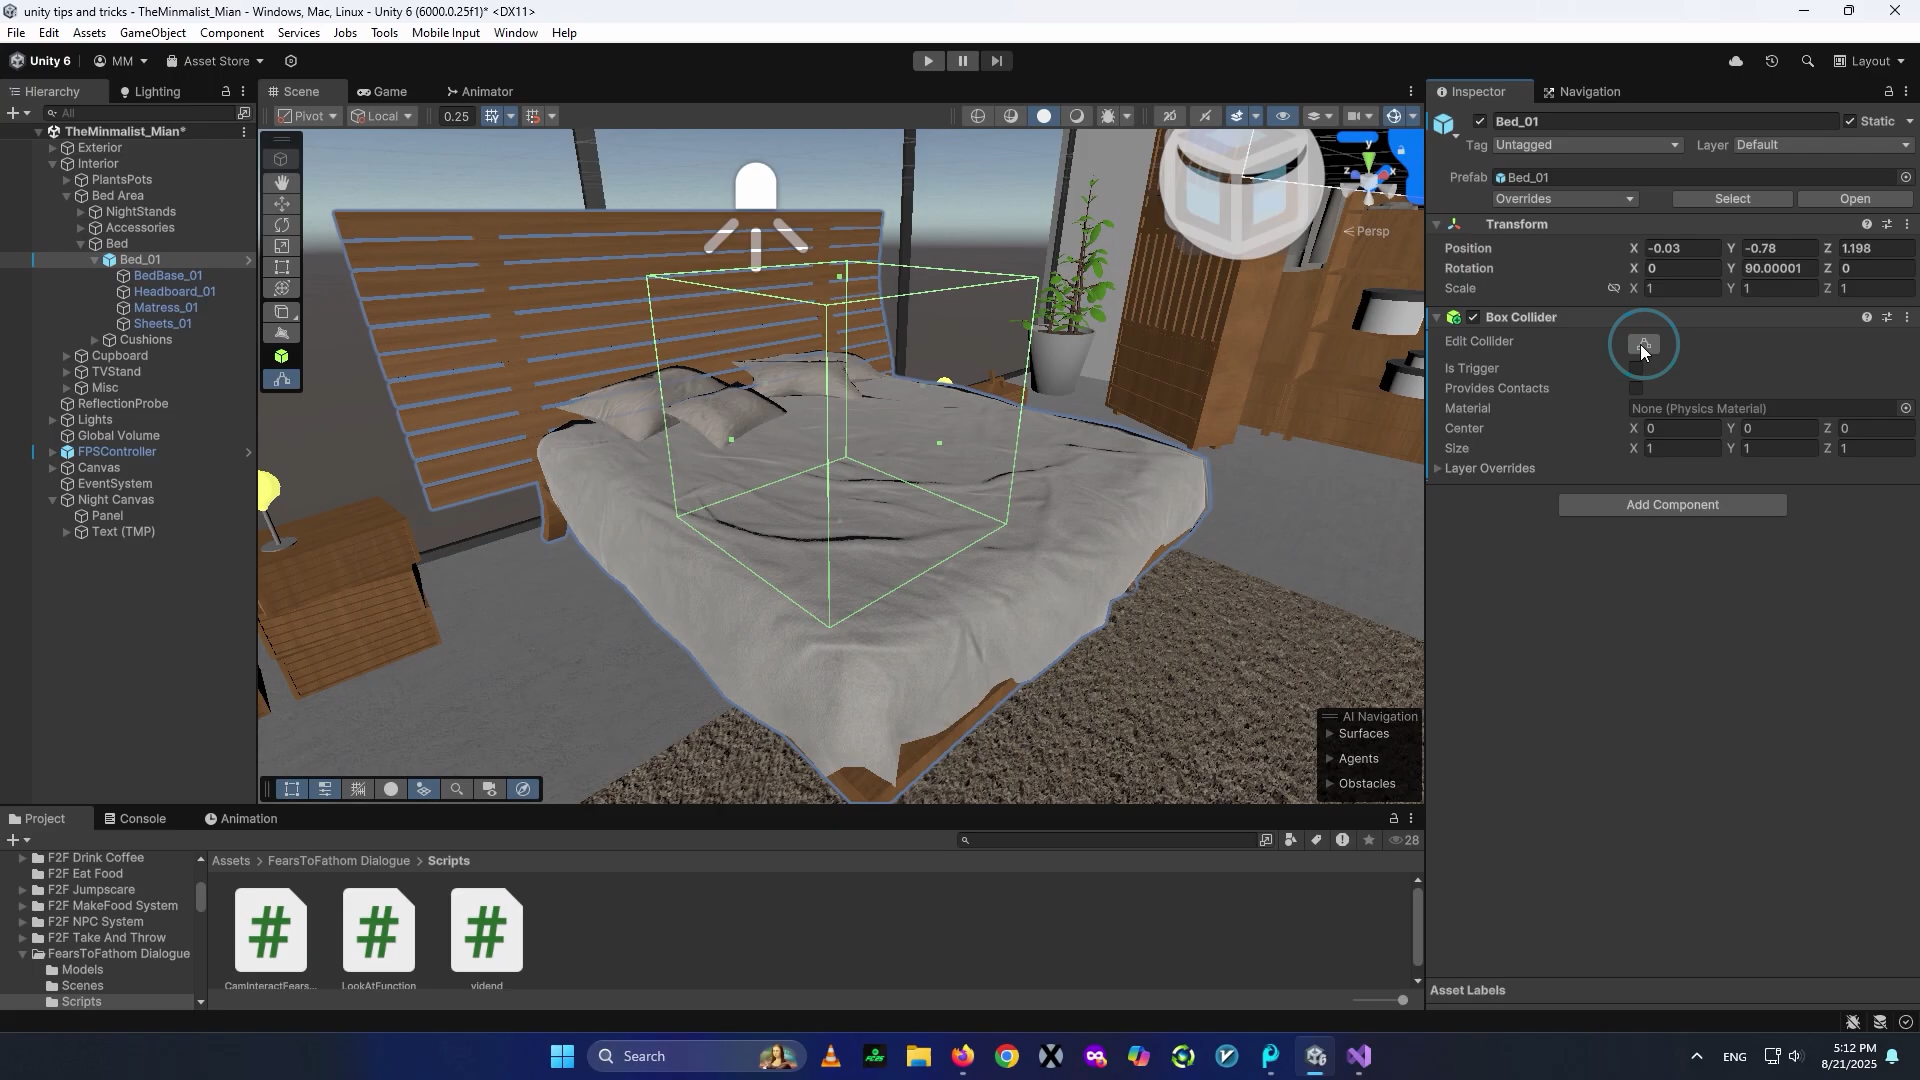 unity tips and tricks - TheMinmalist_Mian - Windows, Mac, Linux - Unity 6 (6000.0.25f1)* <DX11>
File Edit Assets GameObject Component Services Jobs Tools Mobile Input Window Help
Unity 6 MM Asset Store Layout
Hierarchy Lighting Scene Game Animator Inspector Navigation
All Pivot Local 0.25 2D
TheMinmalist_Mian*
Exterior
Interior
PlantsPots
Bed Area
NightStands
Accessories
Bed
Bed_01
BedBase_01
Headboard_01
Matress_01
Sheets_01
Cushions
Cupboard
TVStand
Misc
ReflectionProbe
Lights
Global Volume
FPSController
Canvas
EventSystem
Night Canvas
Panel
Text (TMP)
y
z
x
Persp
AI Navigation
Surfaces
Agents
Obstacles
Bed_01 Static
Tag Untagged Layer Default
Prefab Bed_01
Overrides Select Open
Transform
Position X -0.03 Y -0.78 Z 1.198
Rotation X 0 Y 90.00001 Z 0
Scale X 1 Y 1 Z 1
Box Collider
Edit Collider
Is Trigger
Provides Contacts
Material None (Physics Material)
Center X 0 Y 0 Z 0
Size X 1 Y 1 Z 1
Layer Overrides
Add Component
Asset Labels
Project Console Animation
28
F2F Drink Coffee
F2F Eat Food
F2F Jumpscare
F2F MakeFood System
F2F NPC System
F2F Take And Throw
FearsToFathom Dialogue
Models
Scenes
Scripts
Assets > FearsToFathom Dialogue > Scripts
# # #
CamInteractFears... LookAtFunction vidend
Search
ENG
5:12 PM
8/21/2025